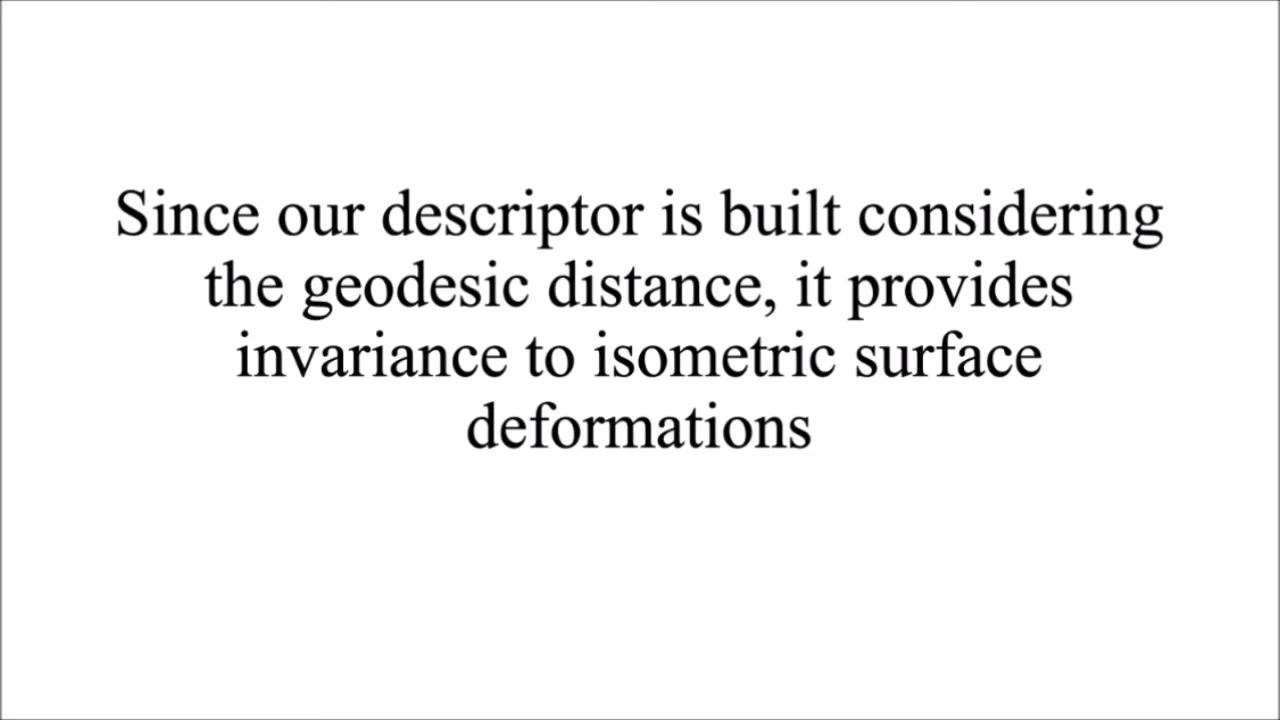 Since our descriptor is built considering
the geodesic distance, it provides
invariance to isometric surface
deformations